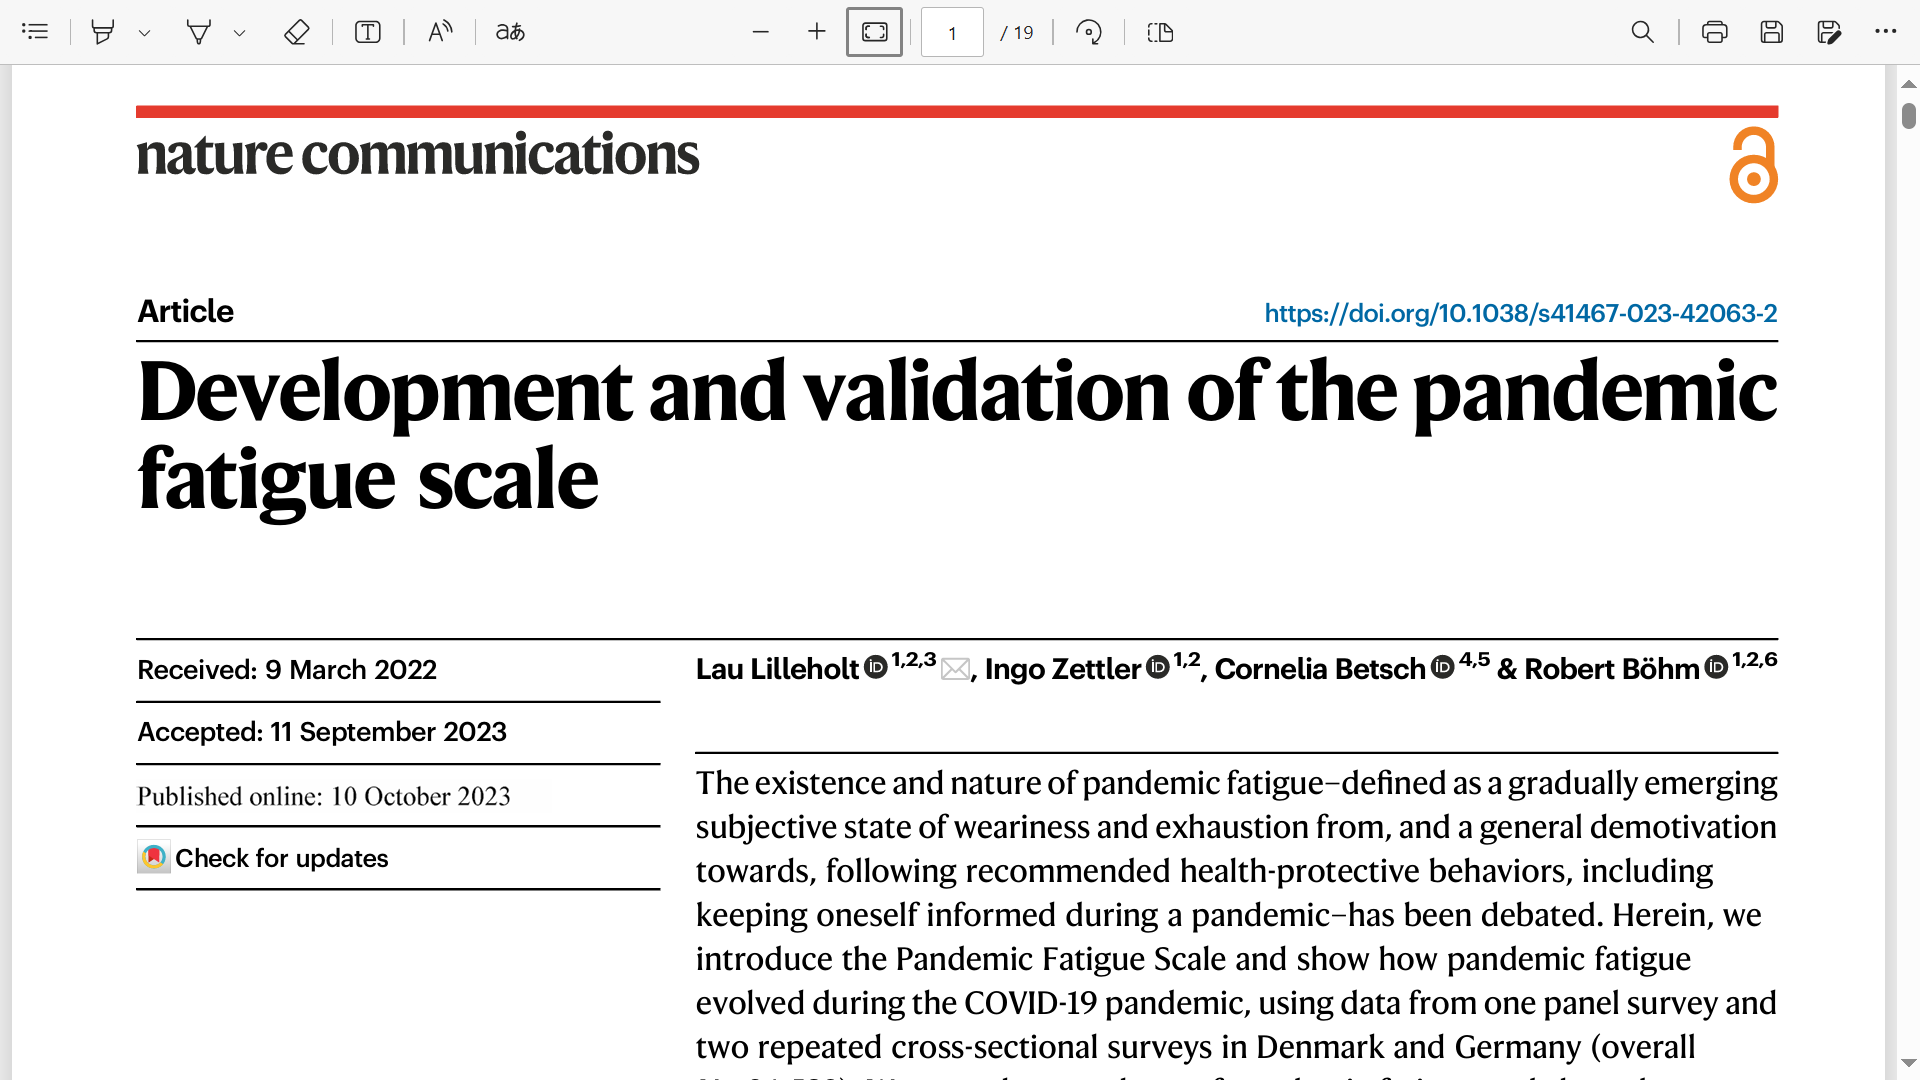 1 / 19
nature communications
Article
https://doi.org/10.1038/s41467-023-42063-2
Development and validation of the pandemic
fatigue scale
Received: 9 March 2022
Accepted: 11 September 2023
Published online: 10 October 2023
Check for updates
Lau Lilleholt 1,2,3, Ingo Zettler 1,2, Cornelia Betsch 4,5 & Robert Böhm 1,2,6
The existence and nature of pandemic fatigue–defined as a gradually emerging
subjective state of weariness and exhaustion from, and a general demotivation
towards, following recommended health-protective behaviors, including
keeping oneself informed during a pandemic–has been debated. Herein, we
introduce the Pandemic Fatigue Scale and show how pandemic fatigue
evolved during the COVID-19 pandemic, using data from one panel survey and
two repeated cross-sectional surveys in Denmark and Germany (overall